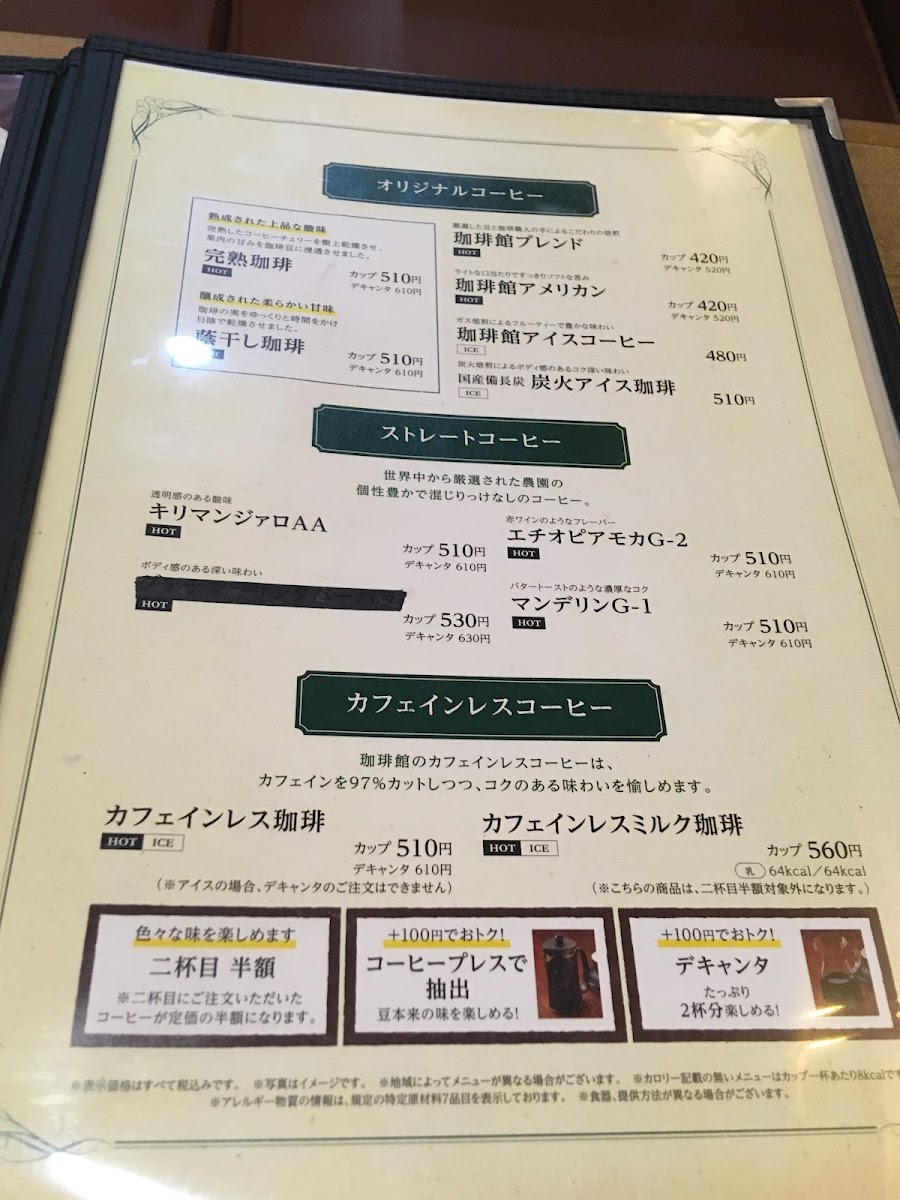 オリジナルコーヒー
熟成された上品な酸味
完熟したコーヒーチェリーを樹上乾燥させ、
果肉の甘みを珈琲豆に浸透させました。
完熟珈琲
HOT
カップ 510円
デキャンタ 610円
醸成された柔らかい甘味
珈琲の実をゆっくりと時間をかけ
日陰で乾燥させました。
蔭干し珈琲
カップ 510円
デキャンタ 610円
厳選した豆と珈琲職人の手によるこだわりの焙煎
珈琲館ブレンド
HOT
カップ 420円
デキャンタ 520円
ライトな口当たりですっきりソフトな苦み
珈琲館アメリカン
HOT
カップ 420円
デキャンタ 520円
ガス焙煎によるフルーティーで豊かな味わい
珈琲館アイスコーヒー
ICE
480円
炭火焙煎によるボディ感のあるコク深い味わい
国産備長炭 炭火アイス珈琲
ICE
510円
ストレートコーヒー
世界中から厳選された農園の
個性豊かで混じりっけなしのコーヒー。
透明感のある酸味
キリマンジァロAA
HOT
カップ 510円
デキャンタ 610円
赤ワインのようなフレーバー
エチオピアモカG-2
HOT
カップ 510円
デキャンタ 610円
ボディ感のある深い味わい
HOT
カップ 530円
デキャンタ 630円
バタートーストのような濃厚なコク
マンデリンG-1
HOT
カップ 510円
デキャンタ 610円
カフェインレスコーヒー
珈琲館のカフェインレスコーヒーは、
カフェインを97%カットしつつ、コクのある味わいを愉しめます。
カフェインレス珈琲
HOT ICE
カップ 510円
デキャンタ 610円
(※アイスの場合、デキャンタのご注文はできません)
カフェインレスミルク珈琲
HOT ICE
カップ 560円
乳 64kcal/64kcal
(※こちらの商品は、二杯目半額対象外になります。)
色々な味を楽しめます
二杯目 半額
※二杯目にご注文いただいた
コーヒーが定価の半額になります。
+100円でおトク!
コーヒープレスで
抽出
豆本来の味を楽しめる!
+100円でおトク!
デキャンタ
たっぷり
2杯分楽しめる!
※表示価格はすべて税込みです。 ※写真はイメージです。 ※地域によってメニューが異なる場合がございます。 ※カロリー記載の無いメニューはカップ一杯あたり8kcalです
※アレルギー物質の情報は、規定の特定原材料7品目を表示しております。 ※食器、提供方法が異なる場合がございます。